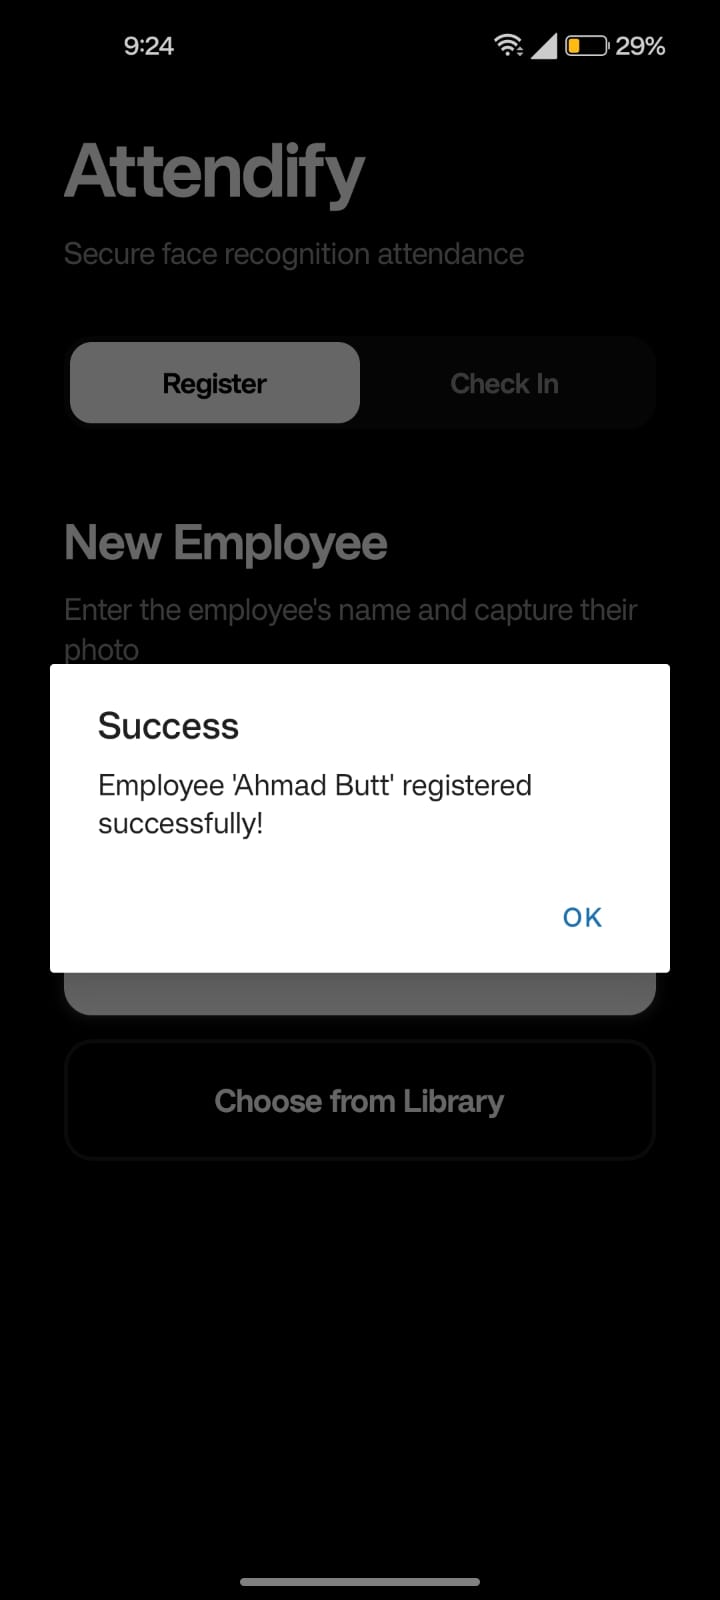 9:24
29%
Attendify
Secure face recognition attendance
Register
Check In
New Employee
Enter the employee's name and capture their
photo
Success
Employee 'Ahmad Butt' registered
successfully!
OK
Choose from Library